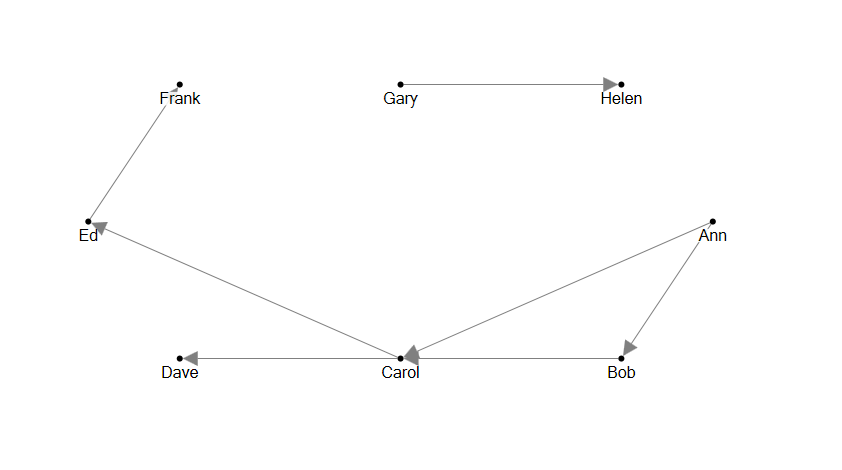 Frank
Gary
Helen
Ed
Ann
Dave
Carol
Bob